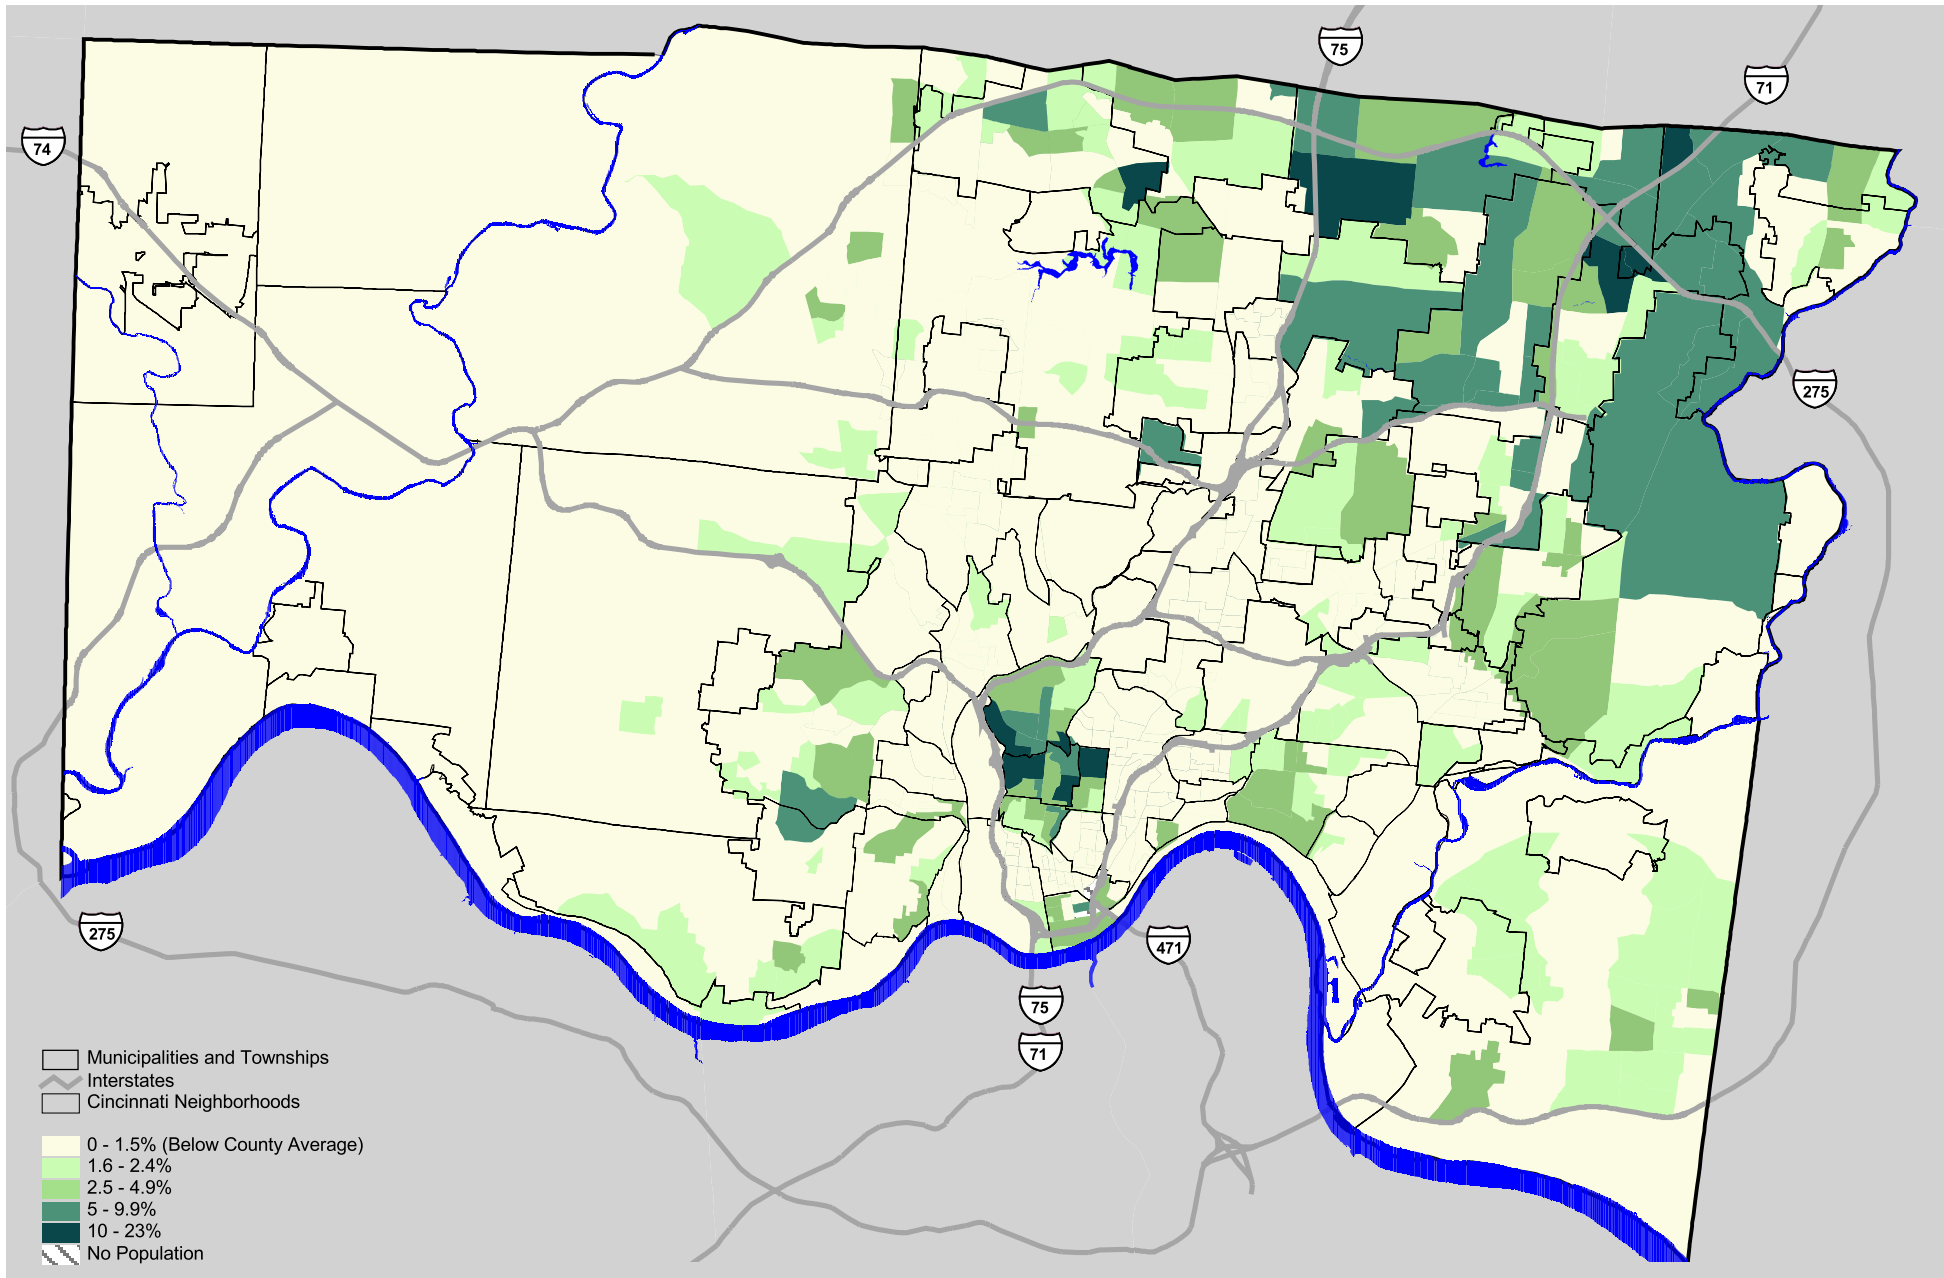 75
71
74
275
275
471
75
71
Municipalities and Townships
Interstates
Cincinnati Neighborhoods
0 - 1.5% (Below County Average)
1.6 - 2.4%
2.5 - 4.9%
5 - 9.9%
10 - 23%
No Population